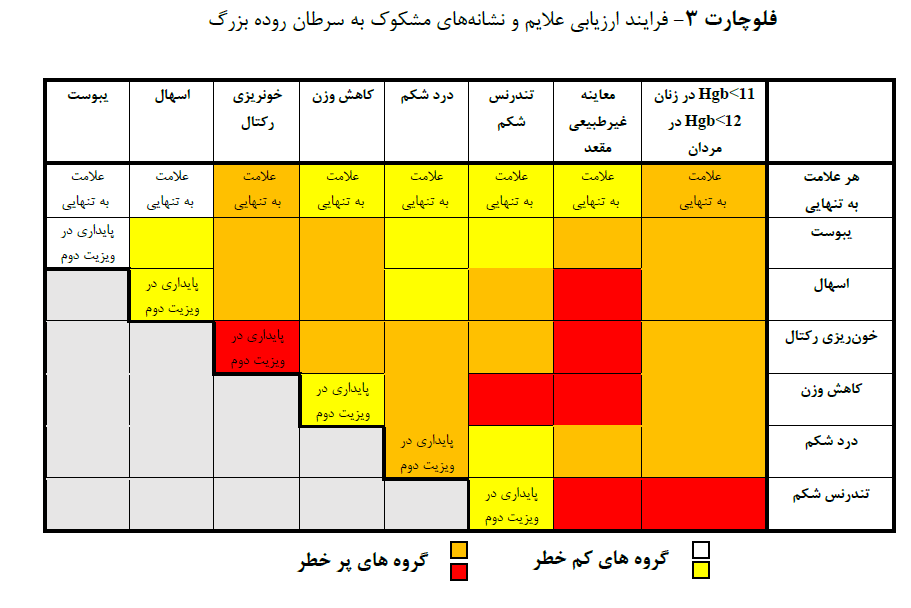 فلوچارت ۳- فرایند ارزیابی علایم و نشانه‌های مشکوک به سرطان روده بزرگ
Hgb<11 در زنان
Hgb<12 در
مردان
معاینه
غیرطبیعی
مقعد
تندرنس
شکم
درد شکم
کاهش وزن
خونریزی
رکتال
اسهال
یبوست
هر علامت
به تنهایی
علامت
به تنهایی
علامت
به تنهایی
علامت
به تنهایی
علامت
به تنهایی
علامت
به تنهایی
علامت
به تنهایی
علامت
به تنهایی
علامت
به تنهایی
یبوست
پایداری در
ویزیت دوم
اسهال
پایداری در
ویزیت دوم
خون‌ریزی رکتال
پایداری در
ویزیت دوم
کاهش وزن
پایداری در
ویزیت دوم
درد شکم
پایداری در
ویزیت دوم
تندرنس شکم
پایداری در
ویزیت دوم
گروه های کم خطر
گروه های پر خطر